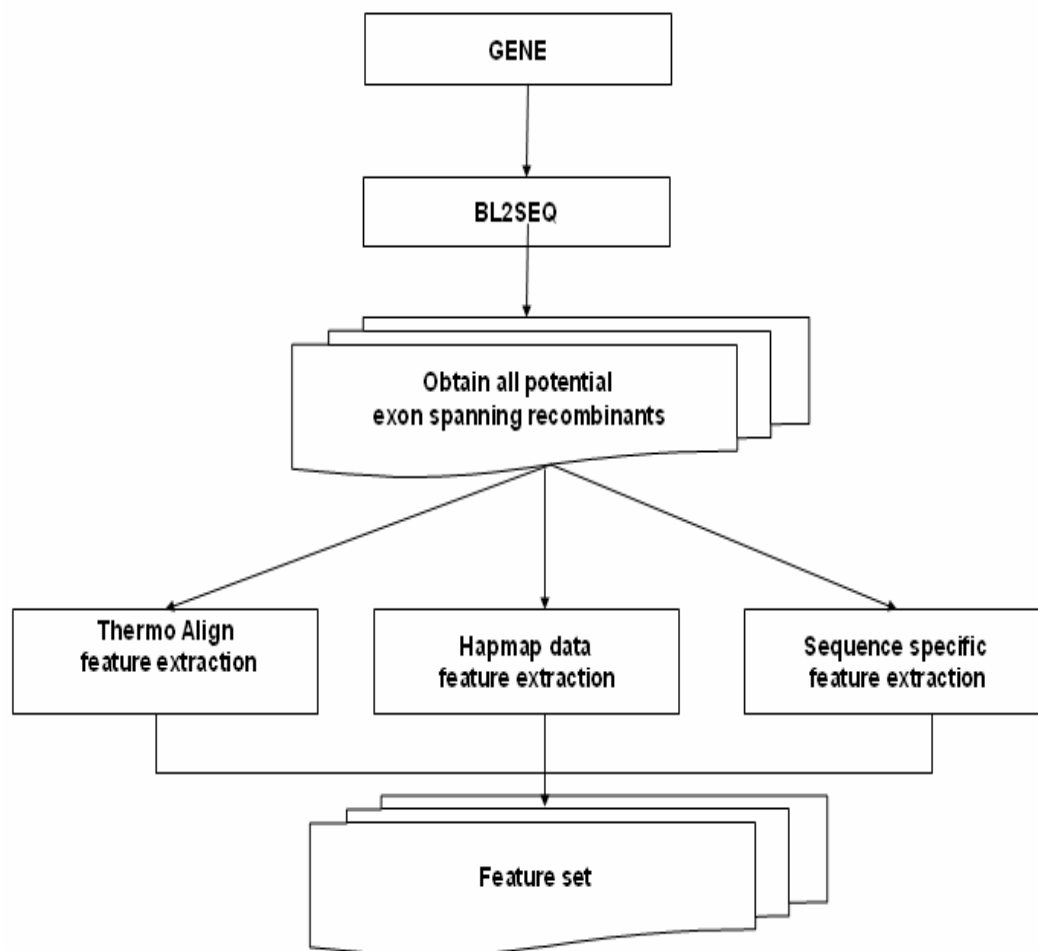 GENE
BL2SEQ
Obtain all potential
exon spanning recombinants
Thermo Align
feature extraction
Hapmap data
feature extraction
Sequence specific
feature extraction
Feature set